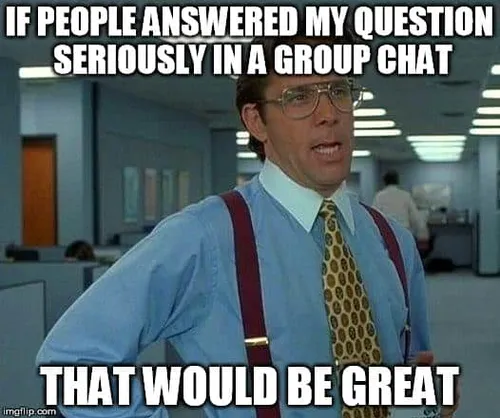 IF PEOPLE ANSWERED MY QUESTION
SERIOUSLY IN A GROUP CHAT
THAT WOULD BE GREAT
imgflip.com